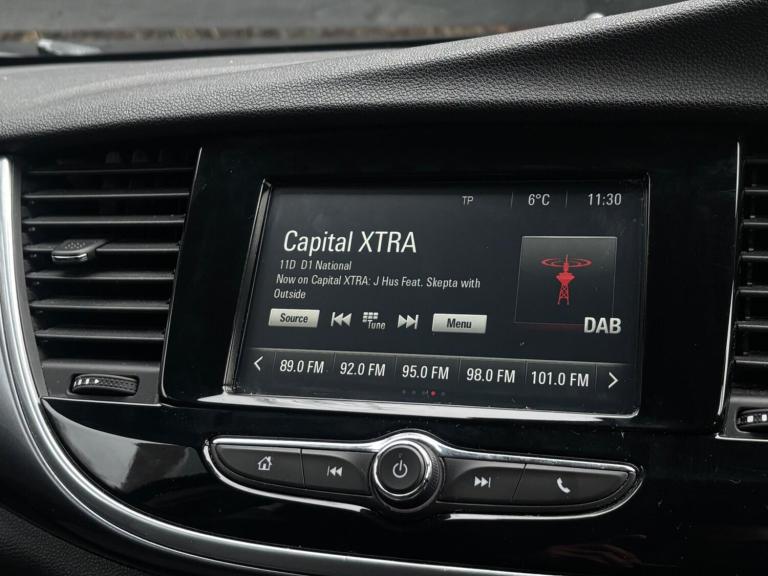 TP 6°C 11:30
Capital XTRA
11D D1 National
Now on Capital XTRA: J Hus Feat. Skepta with
Outside
Source Tune Menu
DAB
89.0 FM 92.0 FM 95.0 FM 98.0 FM 101.0 FM